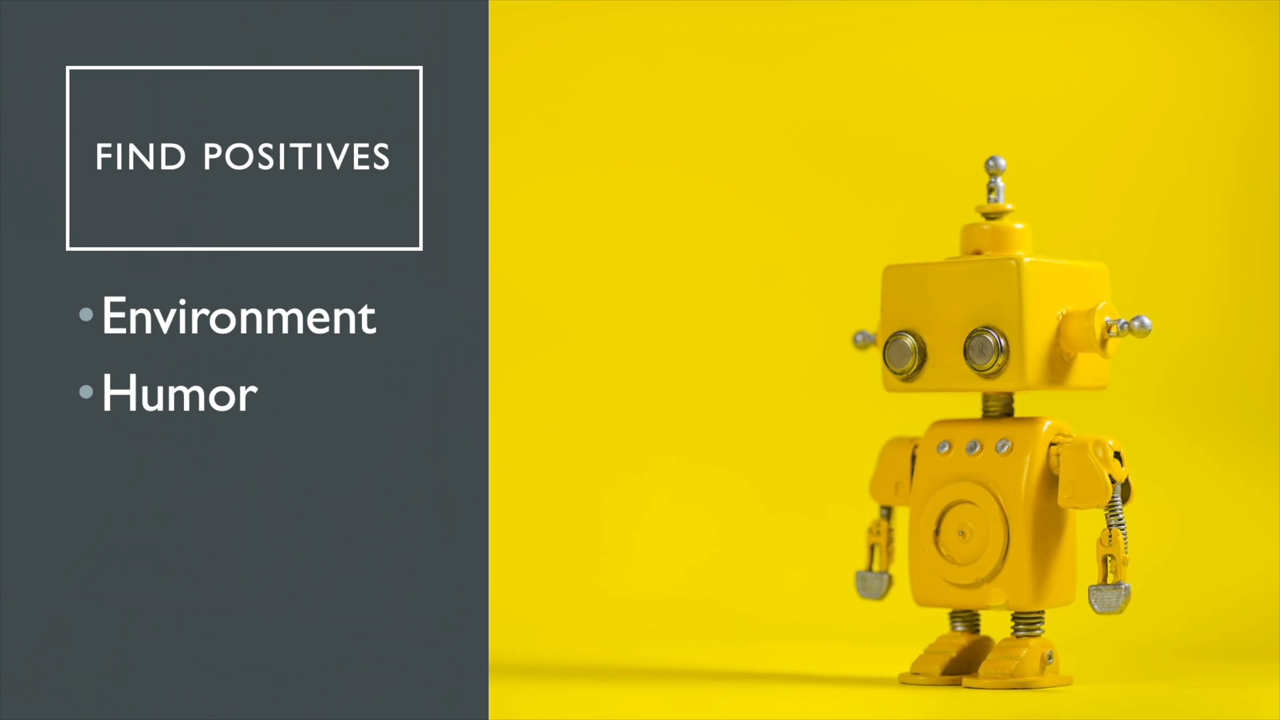 FIND POSITIVES
• Environment
• Humor